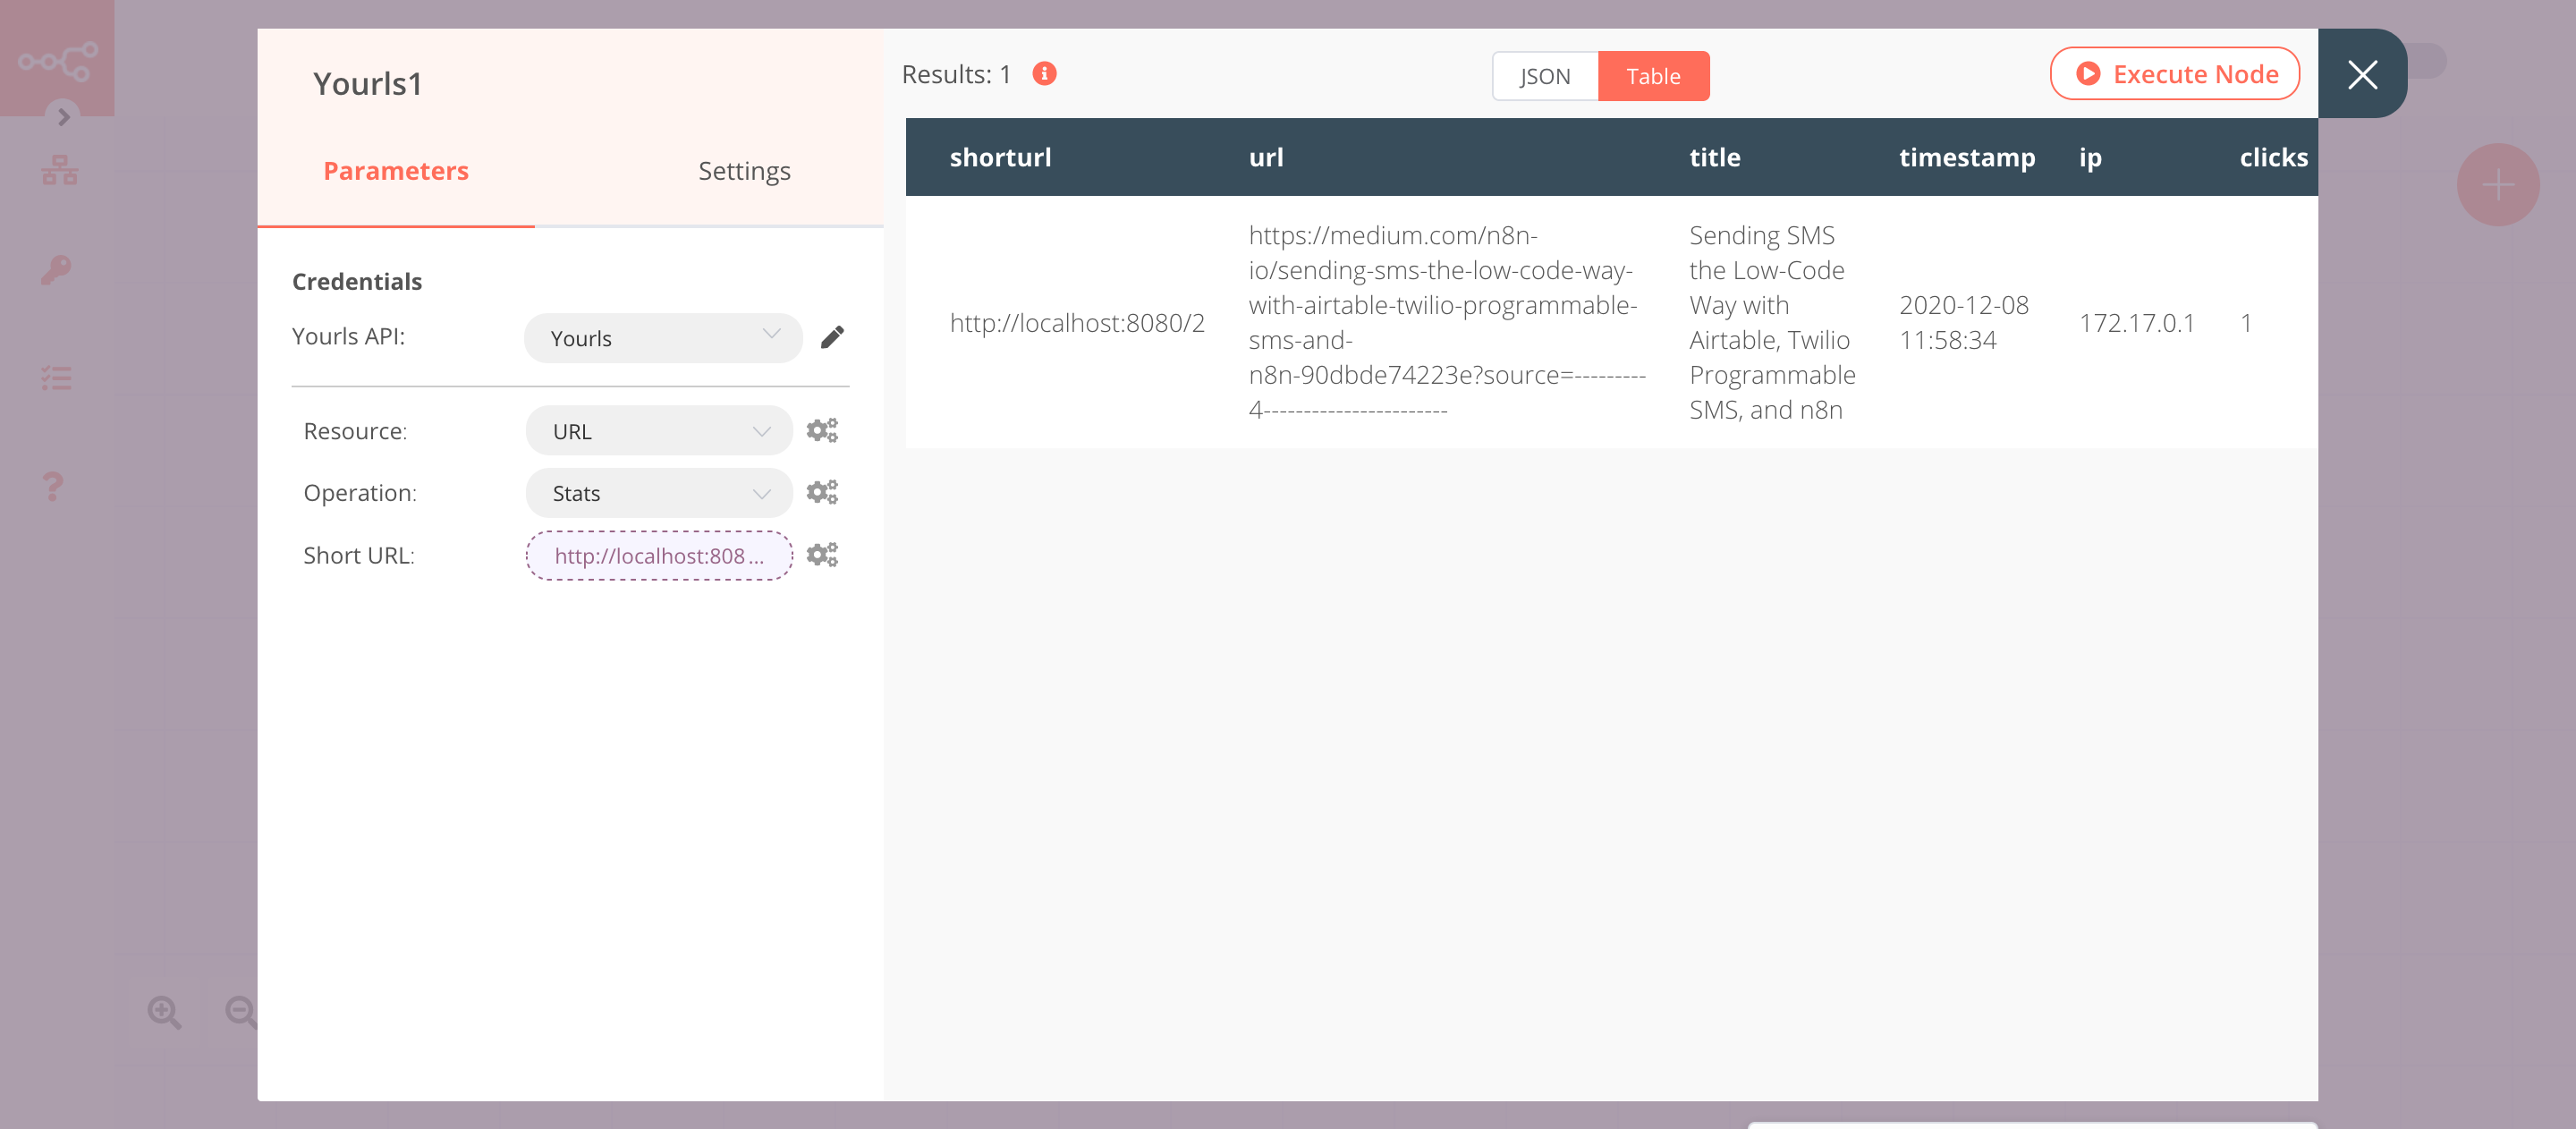 Yourls1
Parameters
Settings
Credentials
Yourls API:
Yourls
Resource:
URL
Operation:
Stats
Short URL:
http://localhost:808 ...
Results: 1
JSON
Table
Execute Node
shorturl
url
title
timestamp
ip
clicks
http://localhost:8080/2
https://medium.com/n8n-
io/sending-sms-the-low-code-way-
with-airtable-twilio-programmable-
sms-and-
n8n-90dbde74223e?source=---------
4-----------------------
Sending SMS
the Low-Code
Way with
Airtable, Twilio
Programmable
SMS, and n8n
2020-12-08
11:58:34
172.17.0.1
1